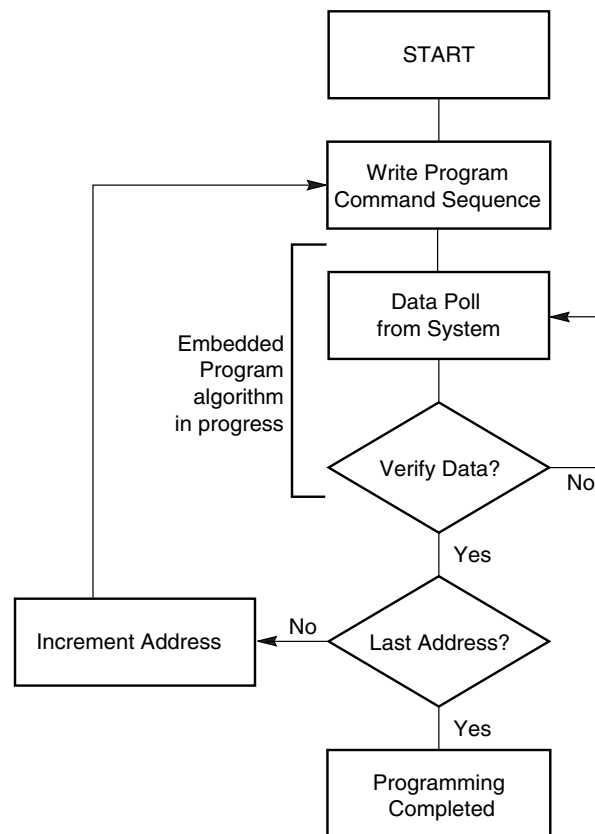 START
Write Program
Command Sequence
Data Poll
from System
Embedded
Program
algorithm
in progress
Verify Data?
No
Yes
Increment Address
No
Last Address?
Yes
Programming
Completed